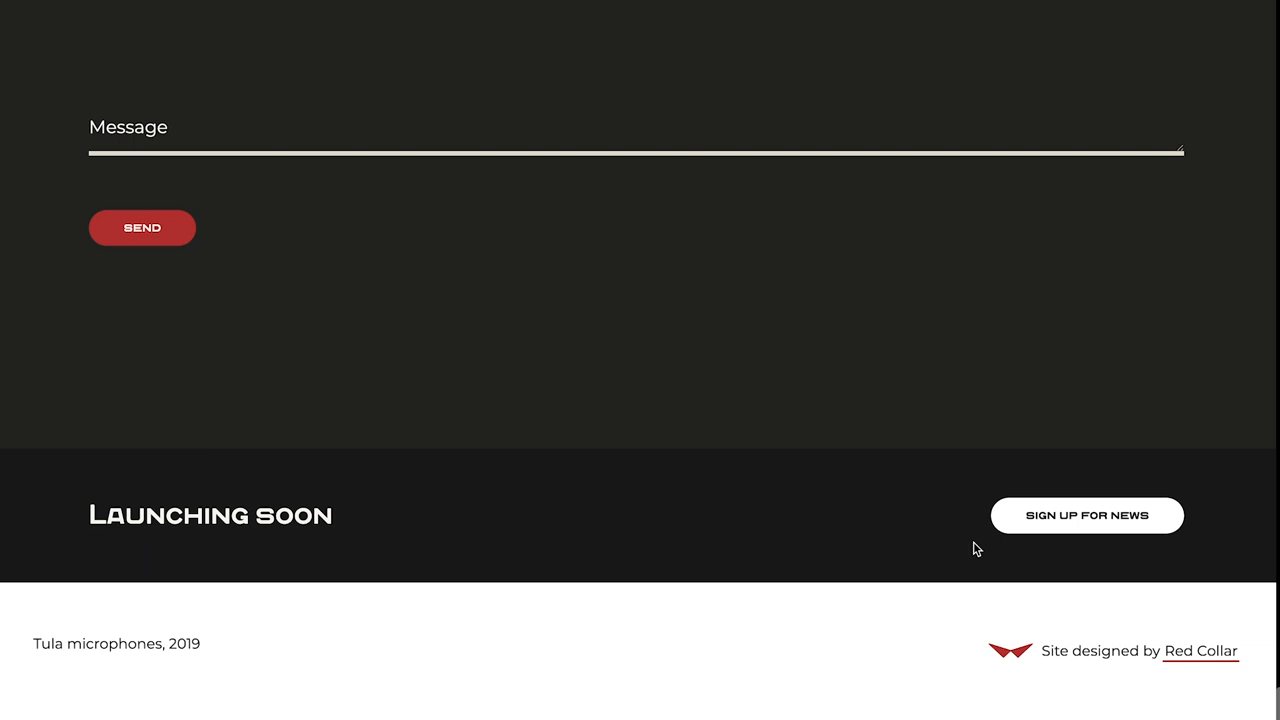 Message
SEND
LAUNCHING SOON
SIGN UP FOR NEWS
Tula microphones, 2019
Site designed by Red Collar